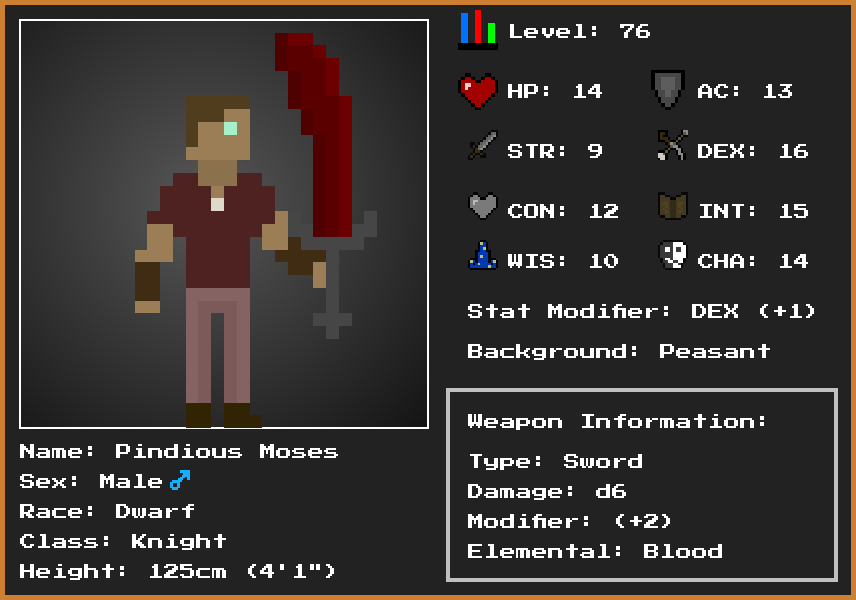 Level: 76
HP: 14
AC: 13
STR: 9
DEX: 16
CON: 12
INT: 15
WIS: 10
CHA: 14
Stat Modifier: DEX (+1)
Background: Peasant
Weapon Information:
Type: Sword
Damage: d6
Modifier: (+2)
Elemental: Blood
Name: Pindious Moses
Sex: Male♂
Race: Dwarf
Class: Knight
Height: 125cm (4'1")